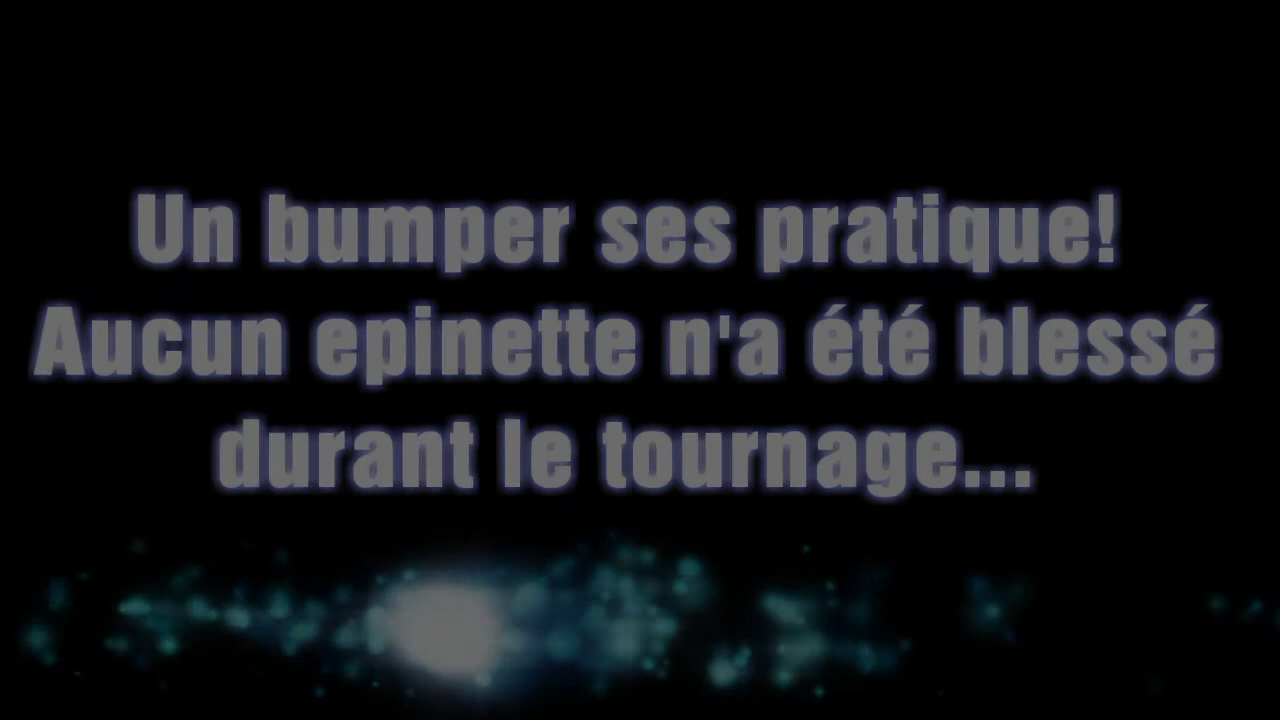 Un bumper ses pratique!
Aucun epinette n'a été blessé
durant le tournage...